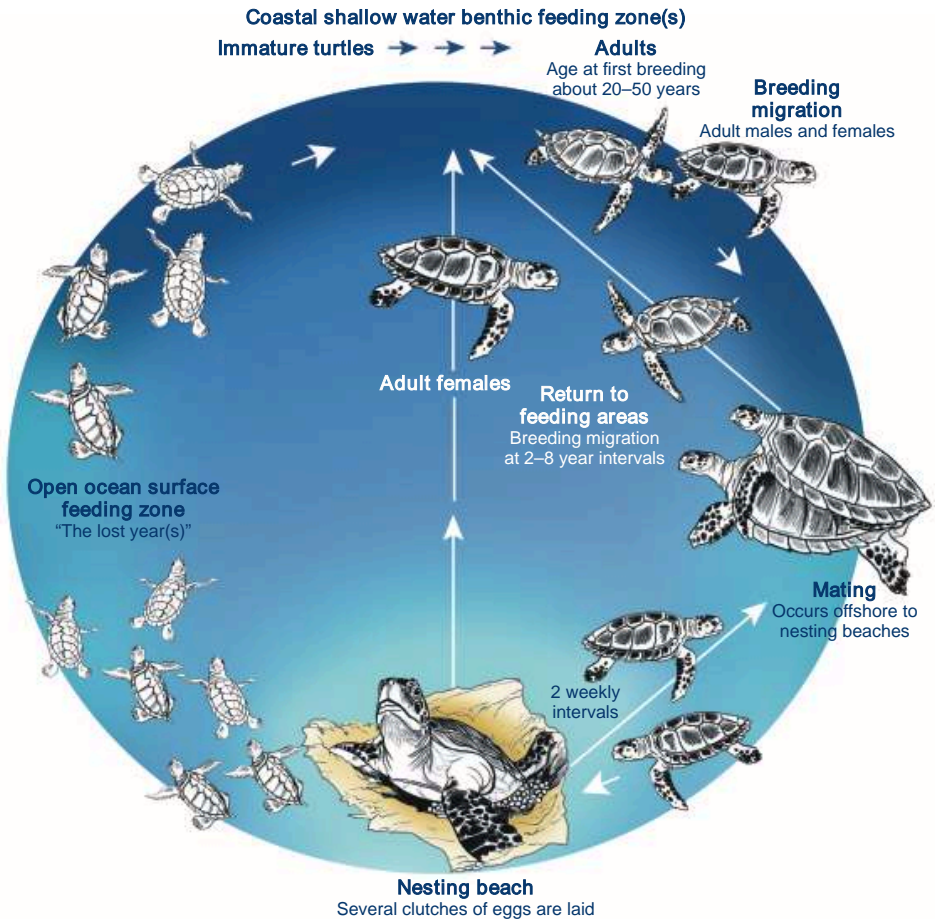 Coastal shallow water benthic feeding zone(s)
Immature turtles
Adults
Age at first breeding
about 20–50 years
Breeding
migration
Adult males and females
Adult females
Return to
feeding areas
Breeding migration
at 2–8 year intervals
Open ocean surface
feeding zone
“The lost year(s)”
Mating
Occurs offshore to
nesting beaches
2 weekly
intervals
Nesting beach
Several clutches of eggs are laid